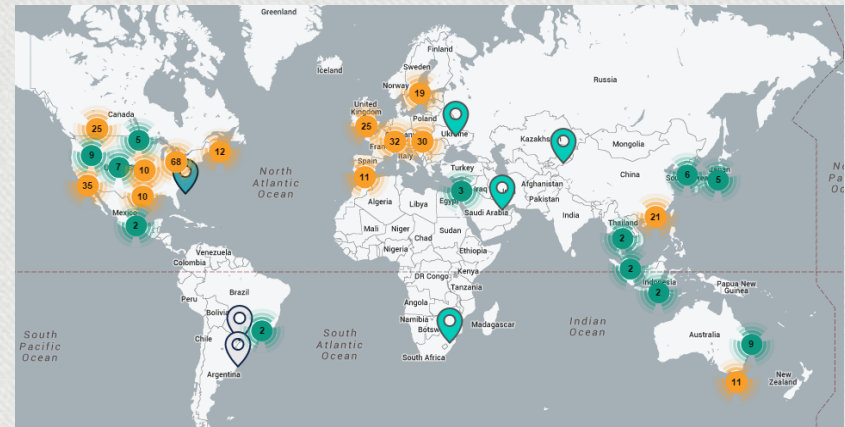 Greenland
Finland
Iceland
Sweden
Norway
Russia
19
Canada
United
Kingdom
Poland
25
5
25
Ukraine
Kazakhs
Mongolia
9
7
10
68
12
32
30
Italy
Spain
Turkey
China
6
5
35
10
North
Atlantic
Ocean
11
3
Iraq
Afghanistan
Pakistan
Algeria
Libya
Egypt
Saudi Arabia
India
21
Mexico
2
Mali
Niger
Chad
Sudan
Thailand
2
Nigeria
Ethiopia
Venezuela
Colombia
DR Congo
Kenya
Tanzania
2
Indonesia
2
Papua New
Guinea
Peru
Brazil
Angola
Bolivia
Namibia
Botsw
Madagascar
Indian
Ocean
2
South
Pacific
Ocean
Chile
South
Atlantic
Ocean
Australia
9
South Africa
Argentina
11
New
Zealand